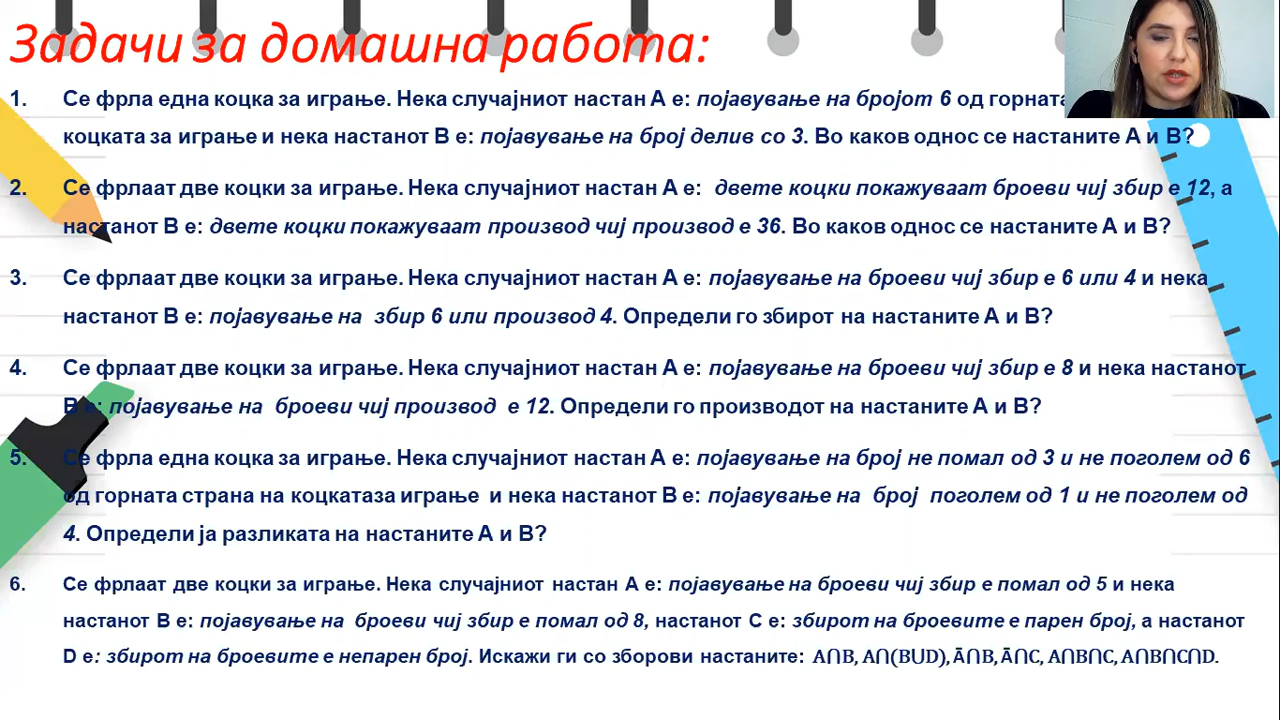 Задачи за домашна работа:
1. Се фрла една коцка за играње. Нека случајниот настан А е: појавување на бројот 6 од горната
коцката за играње и нека настанот В е: појавување на број делив со 3. Во каков однос се настаните А и В?
2. Се фрлаат две коцки за играње. Нека случајниот настан А е: двете коцки покажуваат броеви чиј збир е 12, а
настанот В е: двете коцки покажуваат производ чиј производ е 36. Во каков однос се настаните А и В?
3. Се фрлаат две коцки за играње. Нека случајниот настан А е: појавување на броеви чиј збир е 6 или 4 и нека
настанот В е: појавување на збир 6 или производ 4. Определи го збирот на настаните А и В?
4. Се фрлаат две коцки за играње. Нека случајниот настан А е: појавување на броеви чиј збир е 8 и нека настанот
В е: појавување на броеви чиј производ е 12. Определи го производот на настаните А и В?
5. Се фрла една коцка за играње. Нека случајниот настан А е: појавување на број не помал од 3 и не поголем од 6
од горната страна на коцкатаза играње и нека настанот В е: појавување на број поголем од 1 и не поголем од
4. Определи ја разликата на настаните А и В?
6. Се фрлаат две коцки за играње. Нека случајниот настан А е: појавување на броеви чиј збир е помал од 5 и нека
настанот В е: појавување на броеви чиј збир е помал од 8, настанот С е: збирот на броевите е парен број, а настанот
D е: збирот на броевите е непарен број. Искажи ги со зборови настаните: A∩B, A∩(BUD), Ā∩B, Ā∩C, A∩B∩C, A∩B∩C∩D.